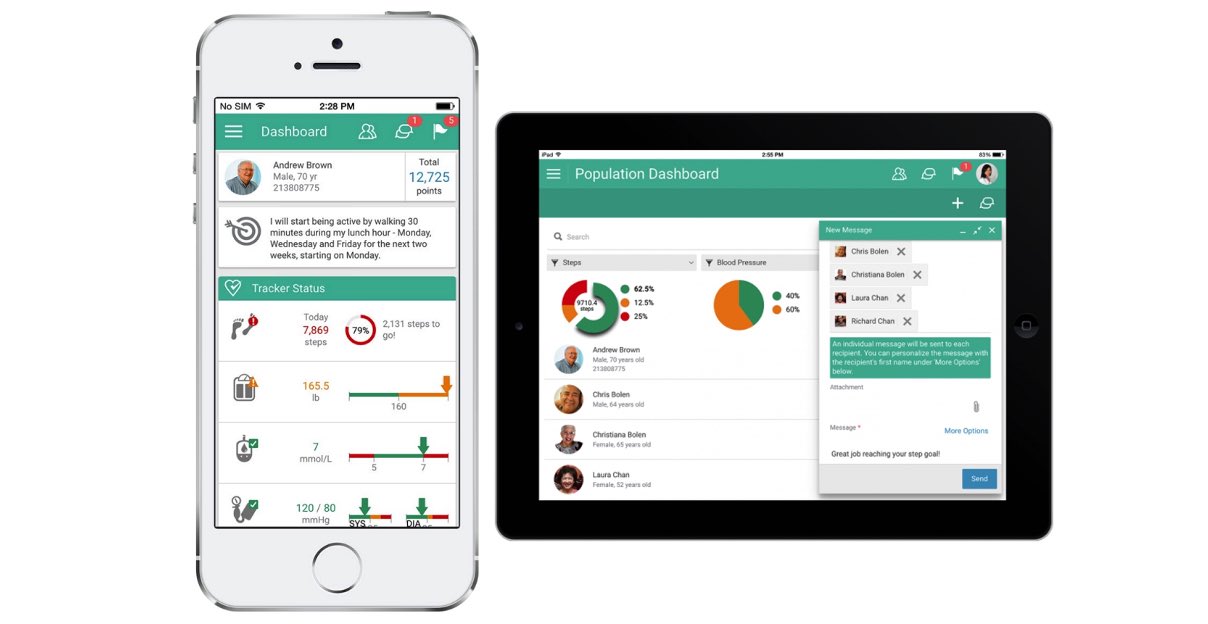 No SIM
2:28 PM
Dashboard
1
5
Andrew Brown
Male, 70 yr
213808775
Total
12,725
points
I will start being active by walking 30
minutes during my lunch hour - Monday,
Wednesday and Friday for the next two
weeks, starting on Monday.
Tracker Status
Today
7,869
steps
79%
2,131 steps to
go!
165.5
lb
160
7
mmol/L
5
7
120 / 80
mmHg
SYS
DIA
iPad
2:55 PM
83%
Population Dashboard
1
Search
Steps
Blood Pressure
9710.4
steps
62.5%
12.5%
25%
40%
60%
Andrew Brown
Male, 70 years old
213808775
Chris Bolen
Male, 64 years old
Christiana Bolen
Female, 65 years old
Laura Chan
Female, 52 years old
New Message
Chris Bolen
Christiana Bolen
Laura Chan
Richard Chan
An individual message will be sent to each
recipient. You can personalize the message with
the recipient's first name under 'More Options'
below.
Attachment
Message *
More Options
Great job reaching your step goal!
Send